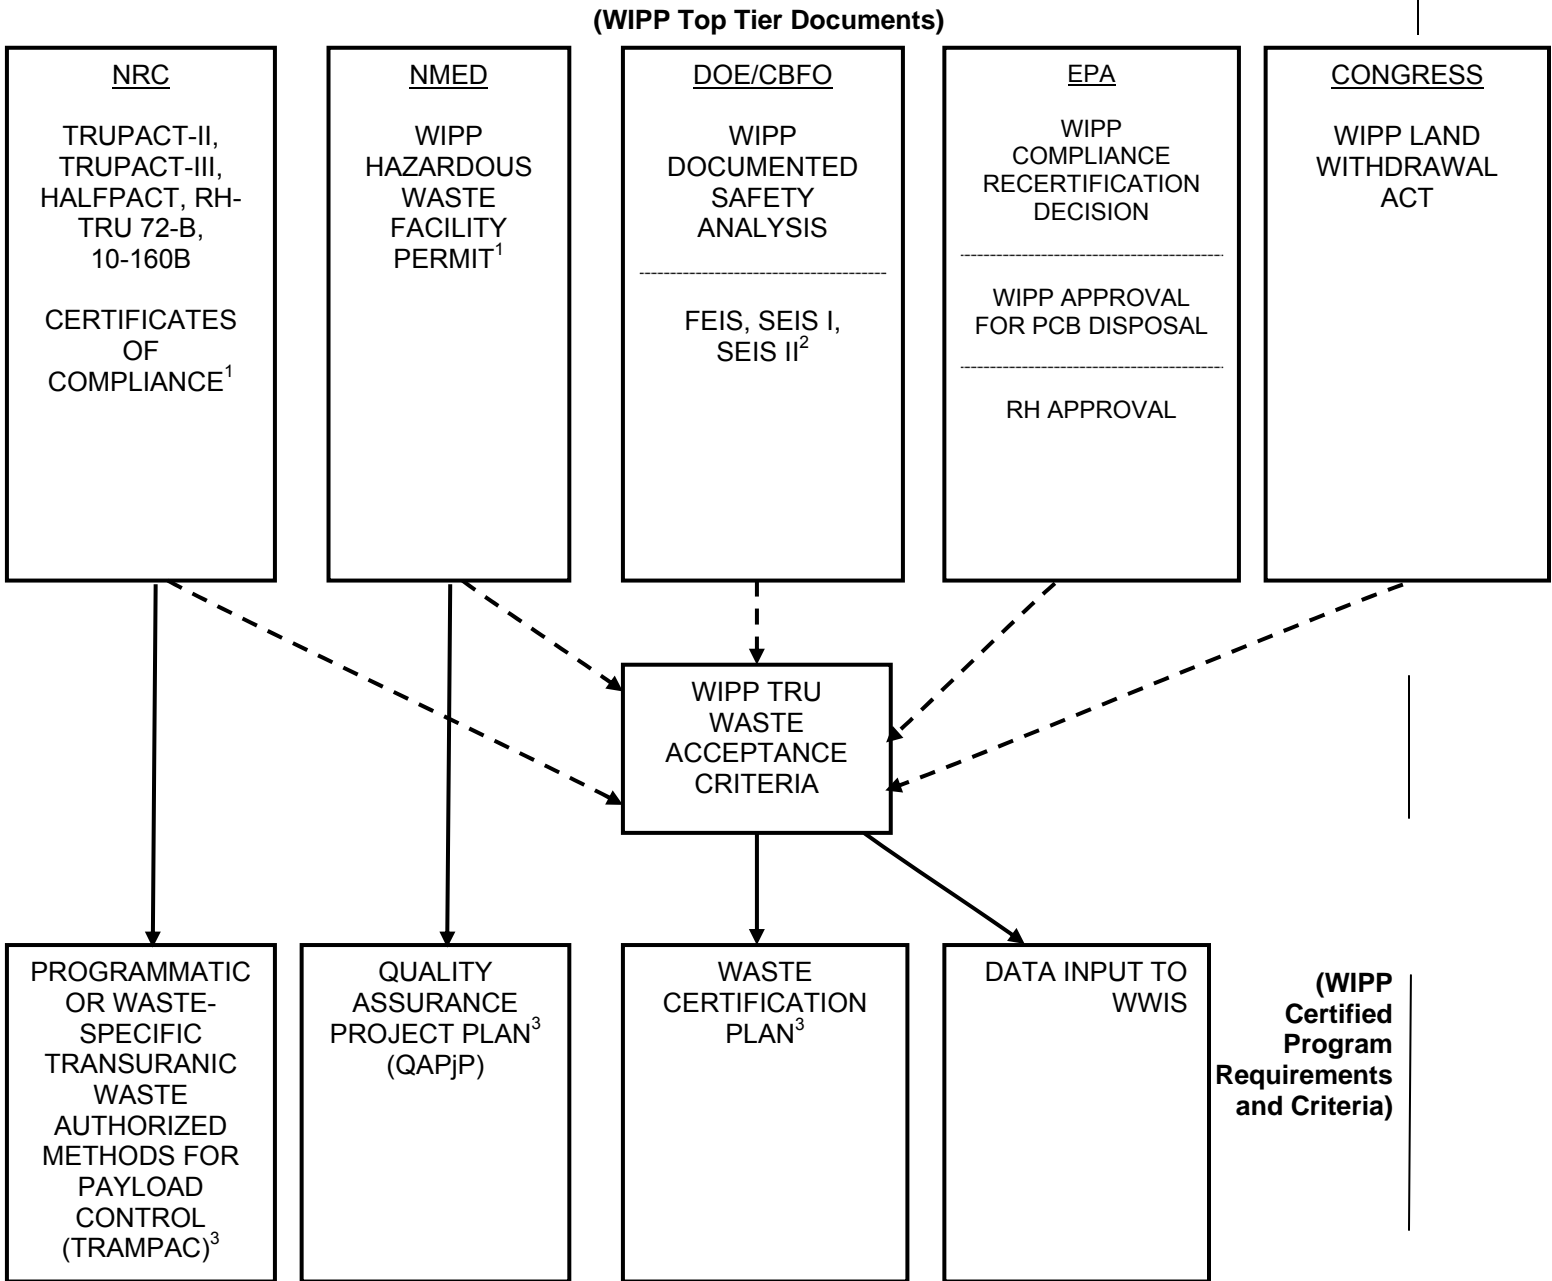 (WIPP Top Tier Documents)
NRC
TRUPACT-II,
TRUPACT-III,
HALFPACT, RH-
TRU 72-B,
10-160B
CERTIFICATES
OF
COMPLIANCE1
NMED
WIPP
HAZARDOUS
WASTE
FACILITY
PERMIT1
DOE/CBFO
WIPP
DOCUMENTED
SAFETY
ANALYSIS
FEIS, SEIS I,
SEIS II2
EPA
WIPP
COMPLIANCE
RECERTIFICATION
DECISION
WIPP APPROVAL
FOR PCB DISPOSAL
RH APPROVAL
CONGRESS
WIPP LAND
WITHDRAWAL
ACT
WIPP TRU
WASTE
ACCEPTANCE
CRITERIA
PROGRAMMATIC
OR WASTE-
SPECIFIC
TRANSURANIC
WASTE
AUTHORIZED
METHODS FOR
PAYLOAD
CONTROL
(TRAMPAC)3
QUALITY
ASSURANCE
PROJECT PLAN3
(QAPjP)
WASTE
CERTIFICATION
PLAN3
DATA INPUT TO
WWIS
(WIPP
Certified
Program
Requirements
and Criteria)